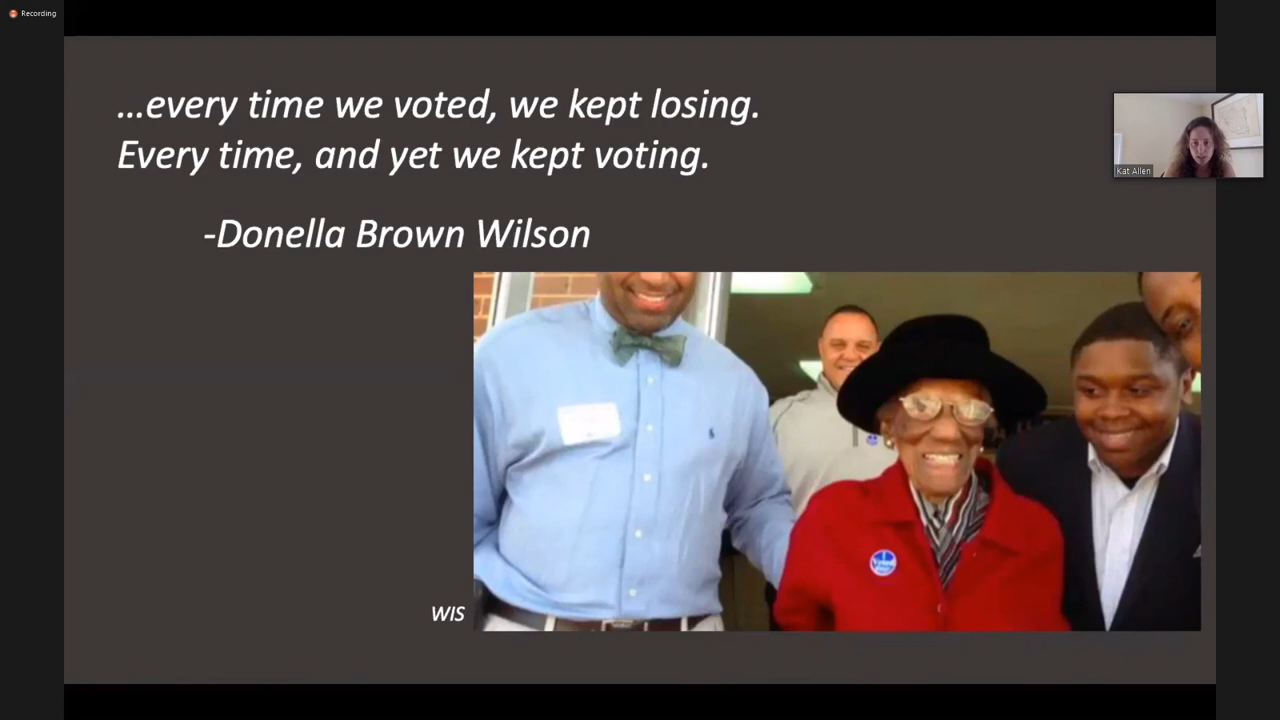 Recording
…every time we voted, we kept losing.
Every time, and yet we kept voting.
-Donella Brown Wilson
Kat Allen
I
Voted
WIS